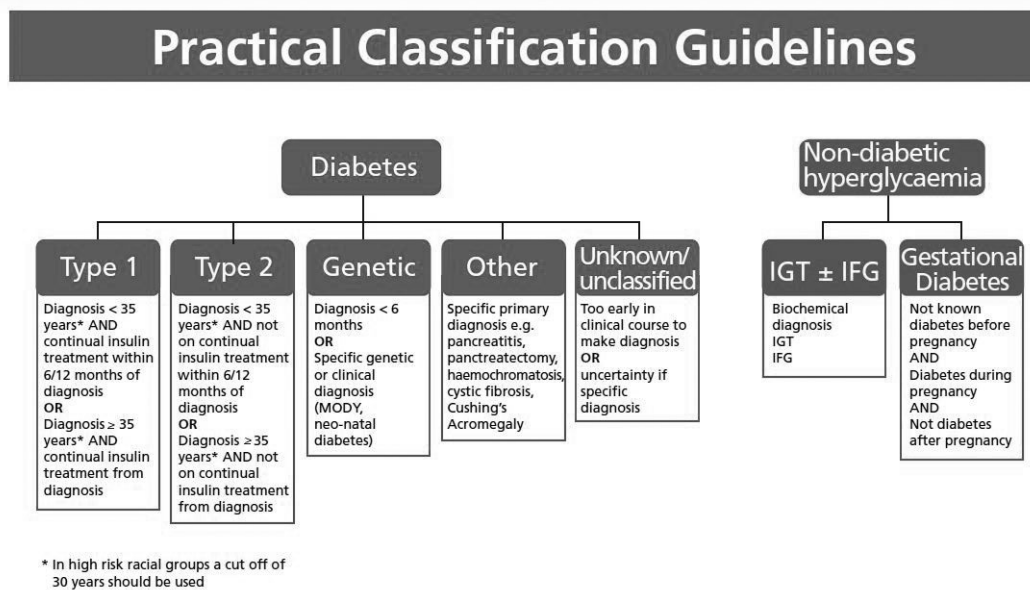 Practical Classification Guidelines
Diabetes
Non-diabetic
hyperglycaemia
Type 1
Diagnosis < 35
years* AND
continual insulin
treatment within
6/12 months of
diagnosis
OR
Diagnosis ≥ 35
years* AND
continual insulin
treatment from
diagnosis
Type 2
Diagnosis < 35
years* AND not
on continual
insulin treatment
within 6/12
months of
diagnosis
OR
Diagnosis ≥ 35
years* AND not
on continual
insulin treatment
from diagnosis
Genetic
Diagnosis < 6
months
OR
Specific genetic
or clinical
diagnosis
(MODY,
neo-natal
diabetes)
Other
Specific primary
diagnosis e.g.
pancreatitis,
panctreatectomy,
haemochromatosis,
cystic fibrosis,
Cushing's
Acromegaly
Unknown/
unclassified
Too early in
clinical course to
make diagnosis
OR
uncertainty if
specific
diagnosis
IGT ± IFG
Biochemical
diagnosis
IGT
IFG
Gestational
Diabetes
Not known
diabetes before
pregnancy
AND
Diabetes during
pregnancy
AND
Not diabetes
after pregnancy
* In high risk racial groups a cut off of
30 years should be used